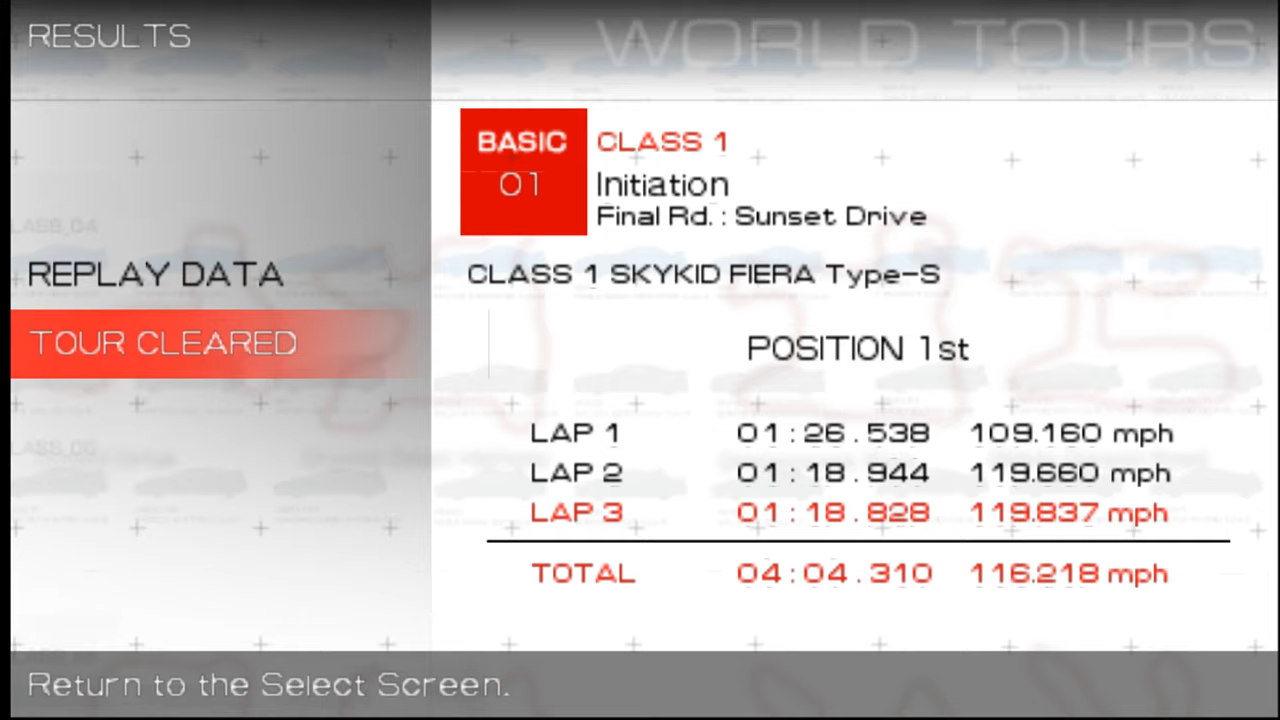 RESULTS
WORLD TOURS
BASIC
01
CLASS 1
Initiation
Final Rd. : Sunset Drive
CLASS_04
REPLAY DATA
CLASS 1 SKYKID FIERA Type-S
TOUR CLEARED
POSITION 1st
LAP 1 01:26.538 109.160 mph
LAP 2 01:18.944 119.660 mph
LAP 3 01:18.828 119.837 mph
TOTAL 04:04.310 116.218 mph
Return to the Select Screen.